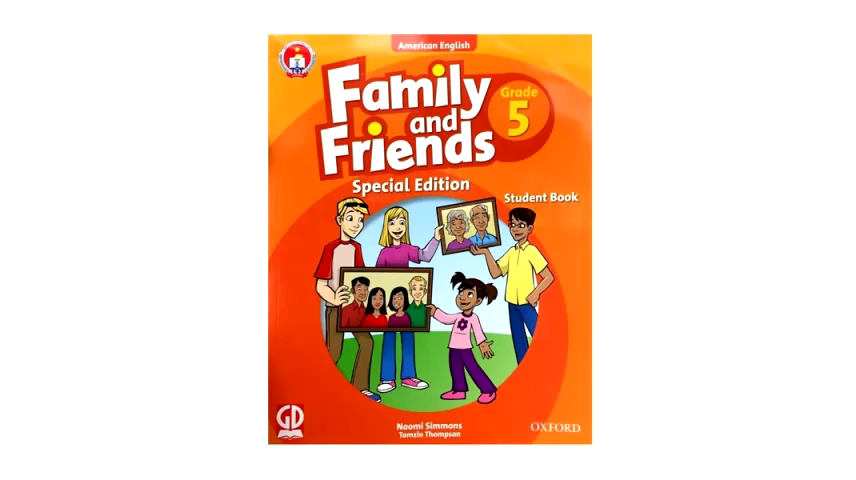 American English
Family
and
Friends
Grade
5
Special Edition
Student Book
GD
Naomi Simmons
Tamzin Thompson
OXFORD